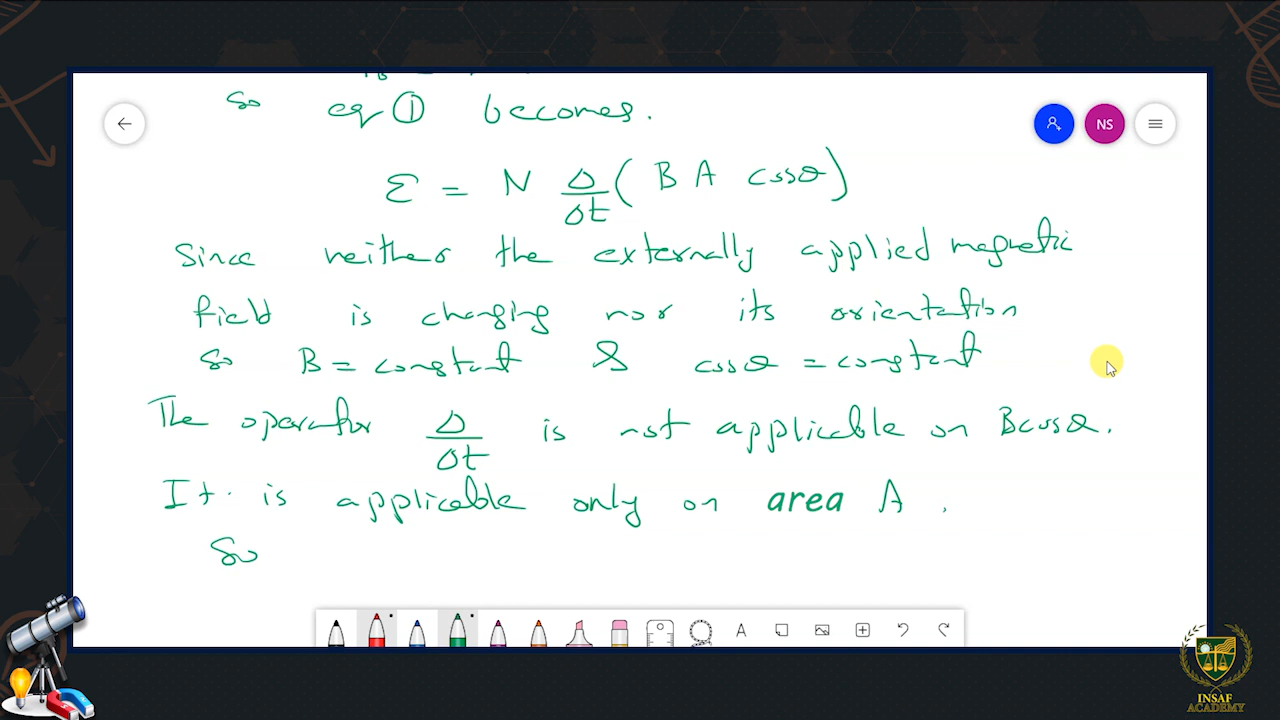 so eq ① becomes.
NS
ε = N Δ/Δt ( B A cosθ )
Since neither the externally applied magnetic
field is changing nor its orientation
so B = constant & cosθ = constant
The operator Δ/Δt is not applicable on Bcosθ.
It is applicable only on area A.
So
A
INSAF
ACADEMY